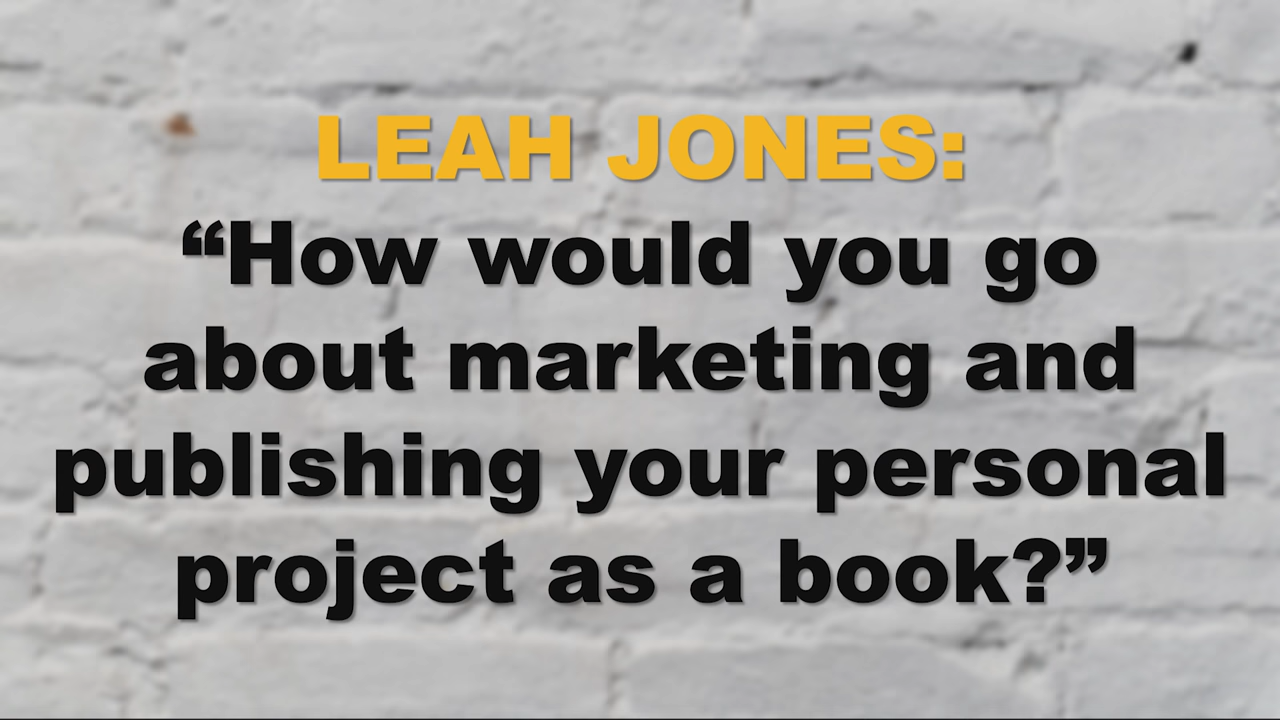 LEAH JONES:
“How would you go
about marketing and
publishing your personal
project as a book?”